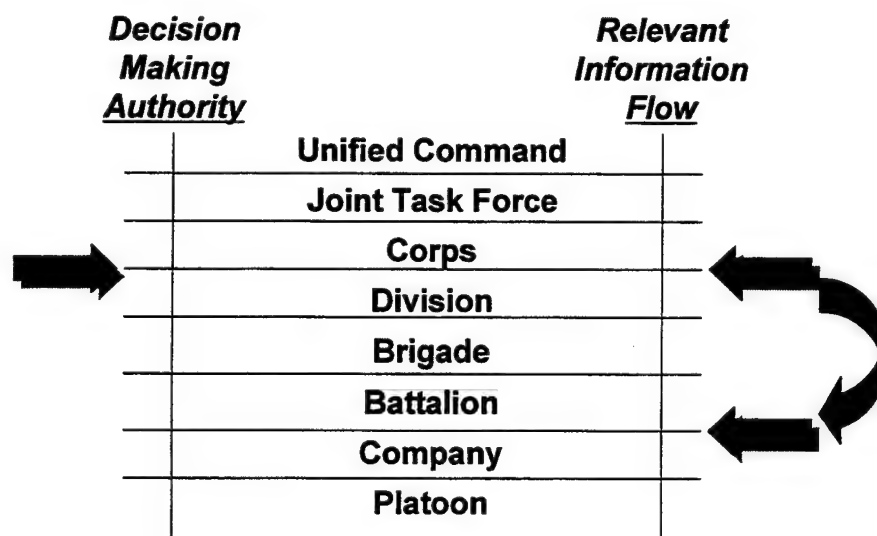 Decision
Making
Authority
Relevant
Information
Flow
Unified Command
Joint Task Force
Corps
Division
Brigade
Battalion
Company
Platoon